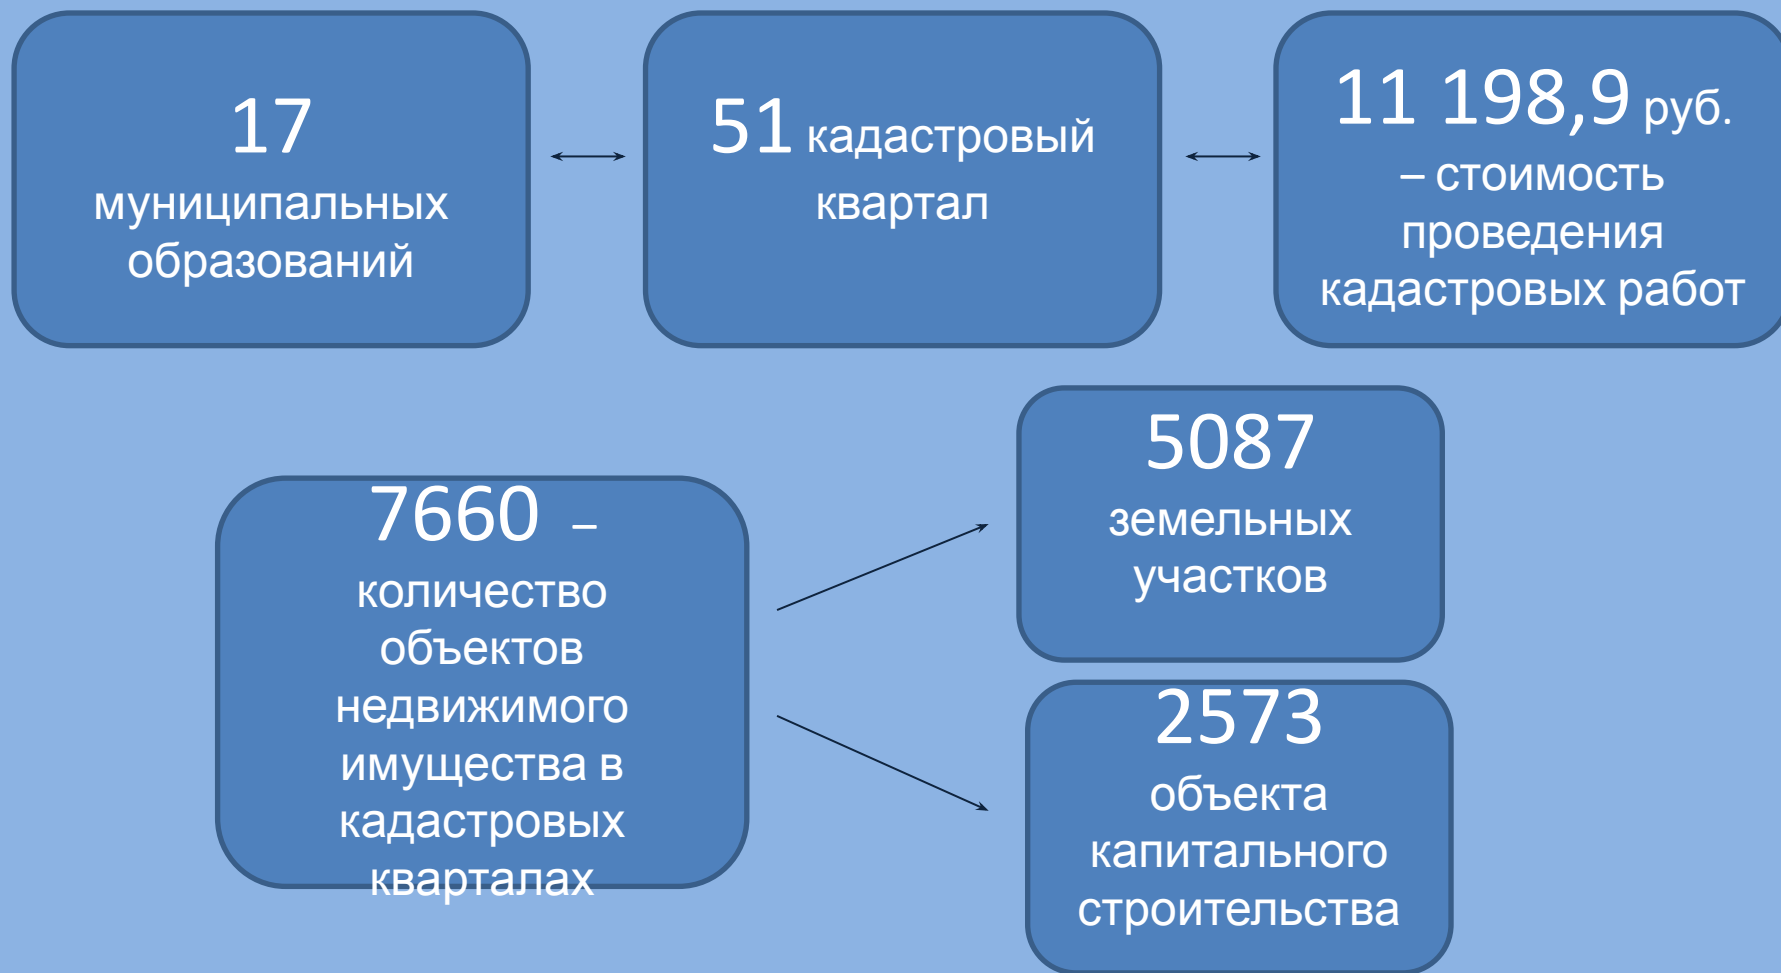 17
муниципальных
образований
51 кадастровый
квартал
11 198,9 руб.
– стоимость
проведения
кадастровых работ
7660 –
количество
объектов
недвижимого
имущества в
кадастровых
кварталах
5087
земельных
участков
2573
объекта
капитального
строительства